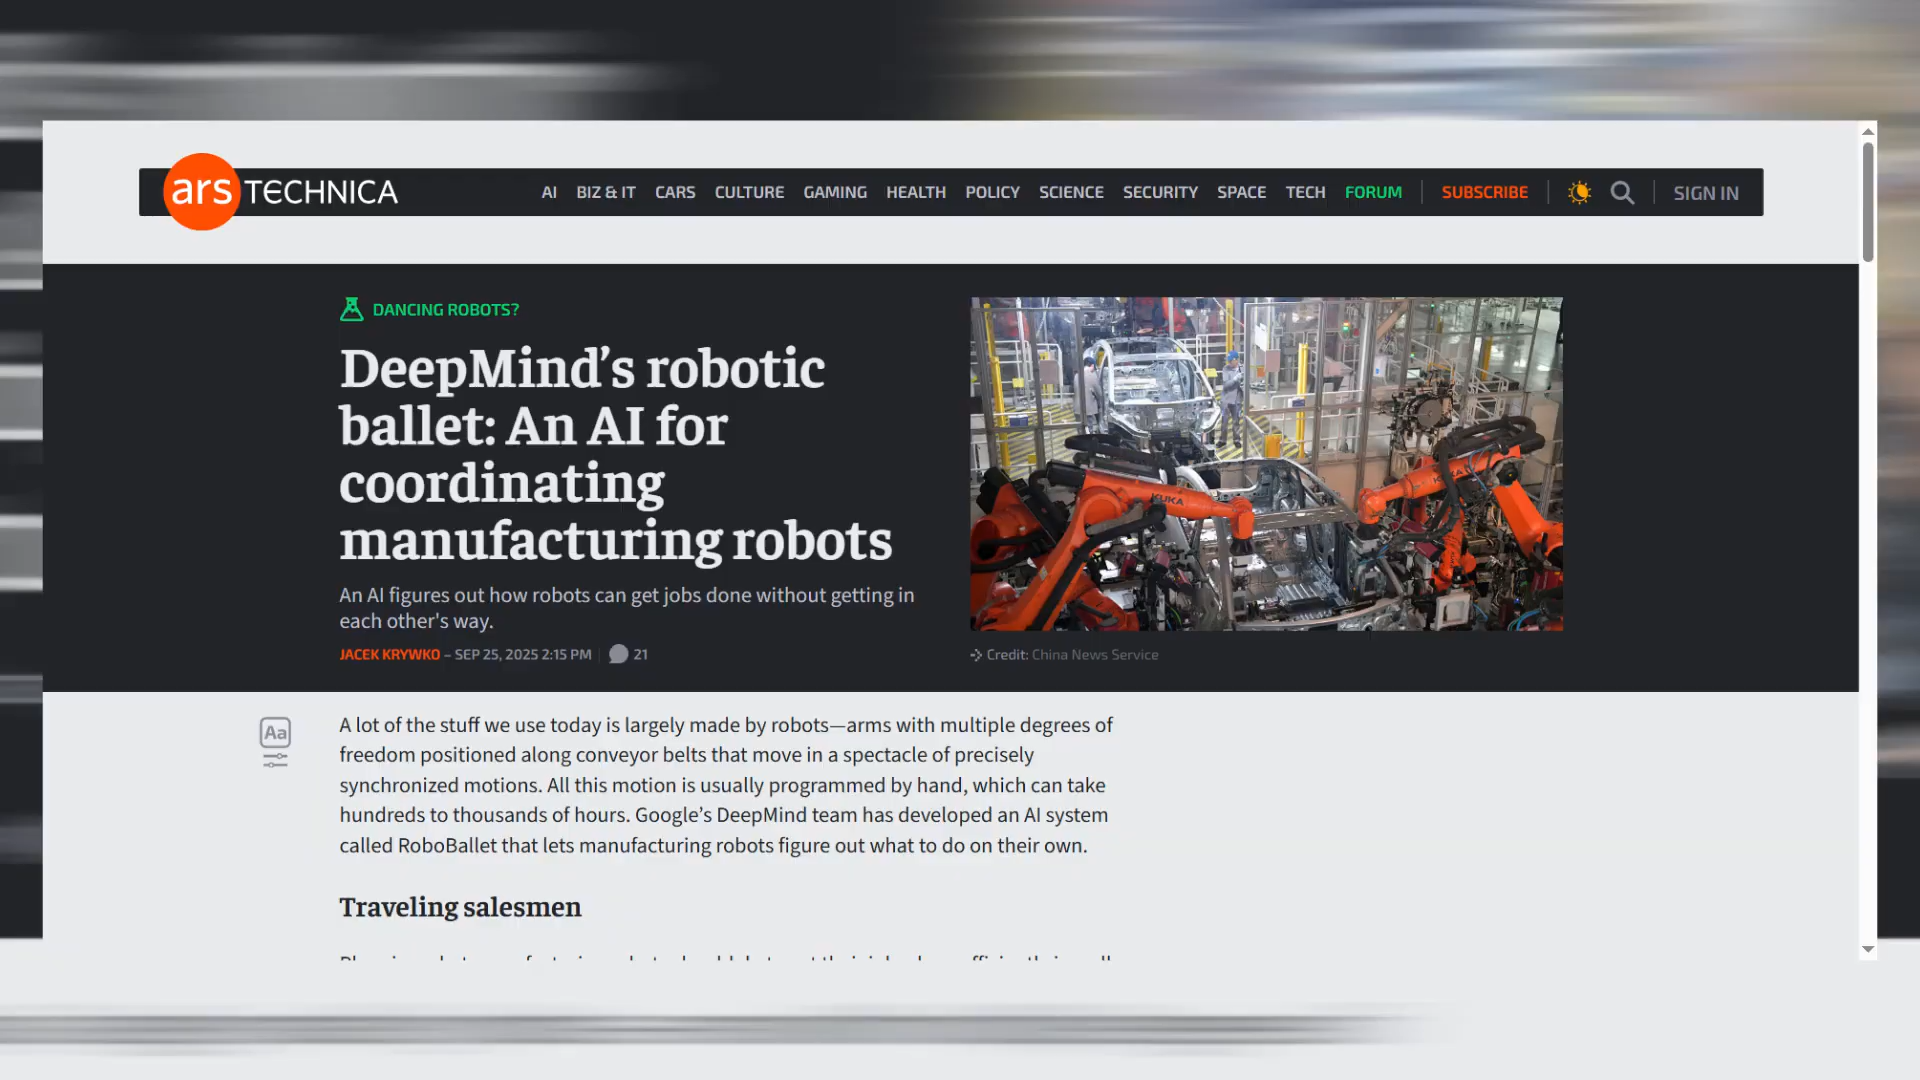 ars TECHNICA
AI BIZ & IT CARS CULTURE GAMING HEALTH POLICY SCIENCE SECURITY SPACE TECH FORUM SUBSCRIBE SIGN IN
DANCING ROBOTS?
DeepMind’s robotic
ballet: An AI for
coordinating
manufacturing robots
An AI figures out how robots can get jobs done without getting in
each other's way.
JACEK KRYWKO – SEP 25, 2025 2:15 PM 21
KUKA
KUKA
Credit: China News Service
Aa
A lot of the stuff we use today is largely made by robots—arms with multiple degrees of
freedom positioned along conveyor belts that move in a spectacle of precisely
synchronized motions. All this motion is usually programmed by hand, which can take
hundreds to thousands of hours. Google’s DeepMind team has developed an AI system
called RoboBallet that lets manufacturing robots figure out what to do on their own.
Traveling salesmen